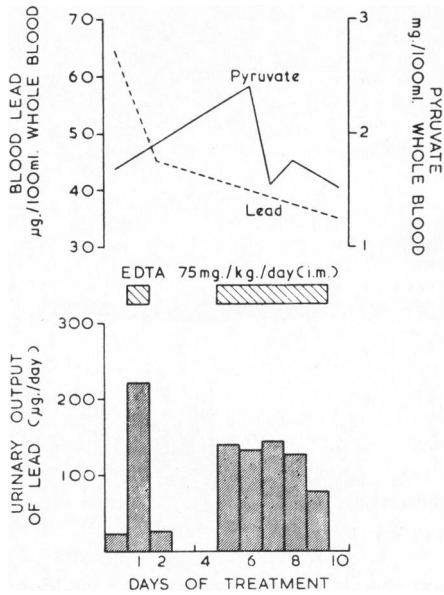 BLOOD LEAD
µg./100ml. WHOLE BLOOD
70
60
50
40
30
Pyruvate
Lead
3
2
1
PYRUVATE
mg./100ml. WHOLE BLOOD
EDTA 75mg./kg./day(i.m.)
URINARY OUTPUT
OF LEAD (µg./day)
300
200
100
1 2 4 6 8 10
DAYS OF TREATMENT